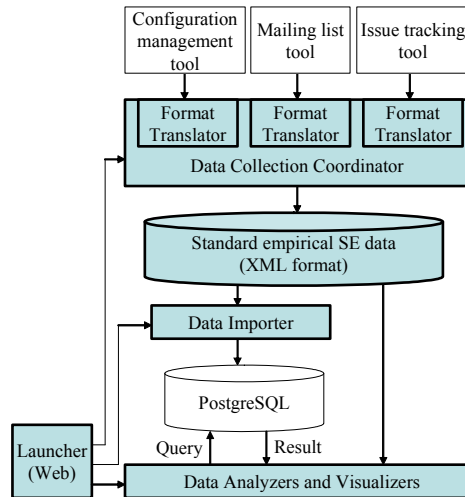 Configuration
management
tool
Mailing list
tool
Issue tracking
tool
Format
Translator
Format
Translator
Format
Translator
Data Collection Coordinator
Standard empirical SE data
(XML format)
Data Importer
PostgreSQL
Query
Result
Launcher
(Web)
Data Analyzers and Visualizers